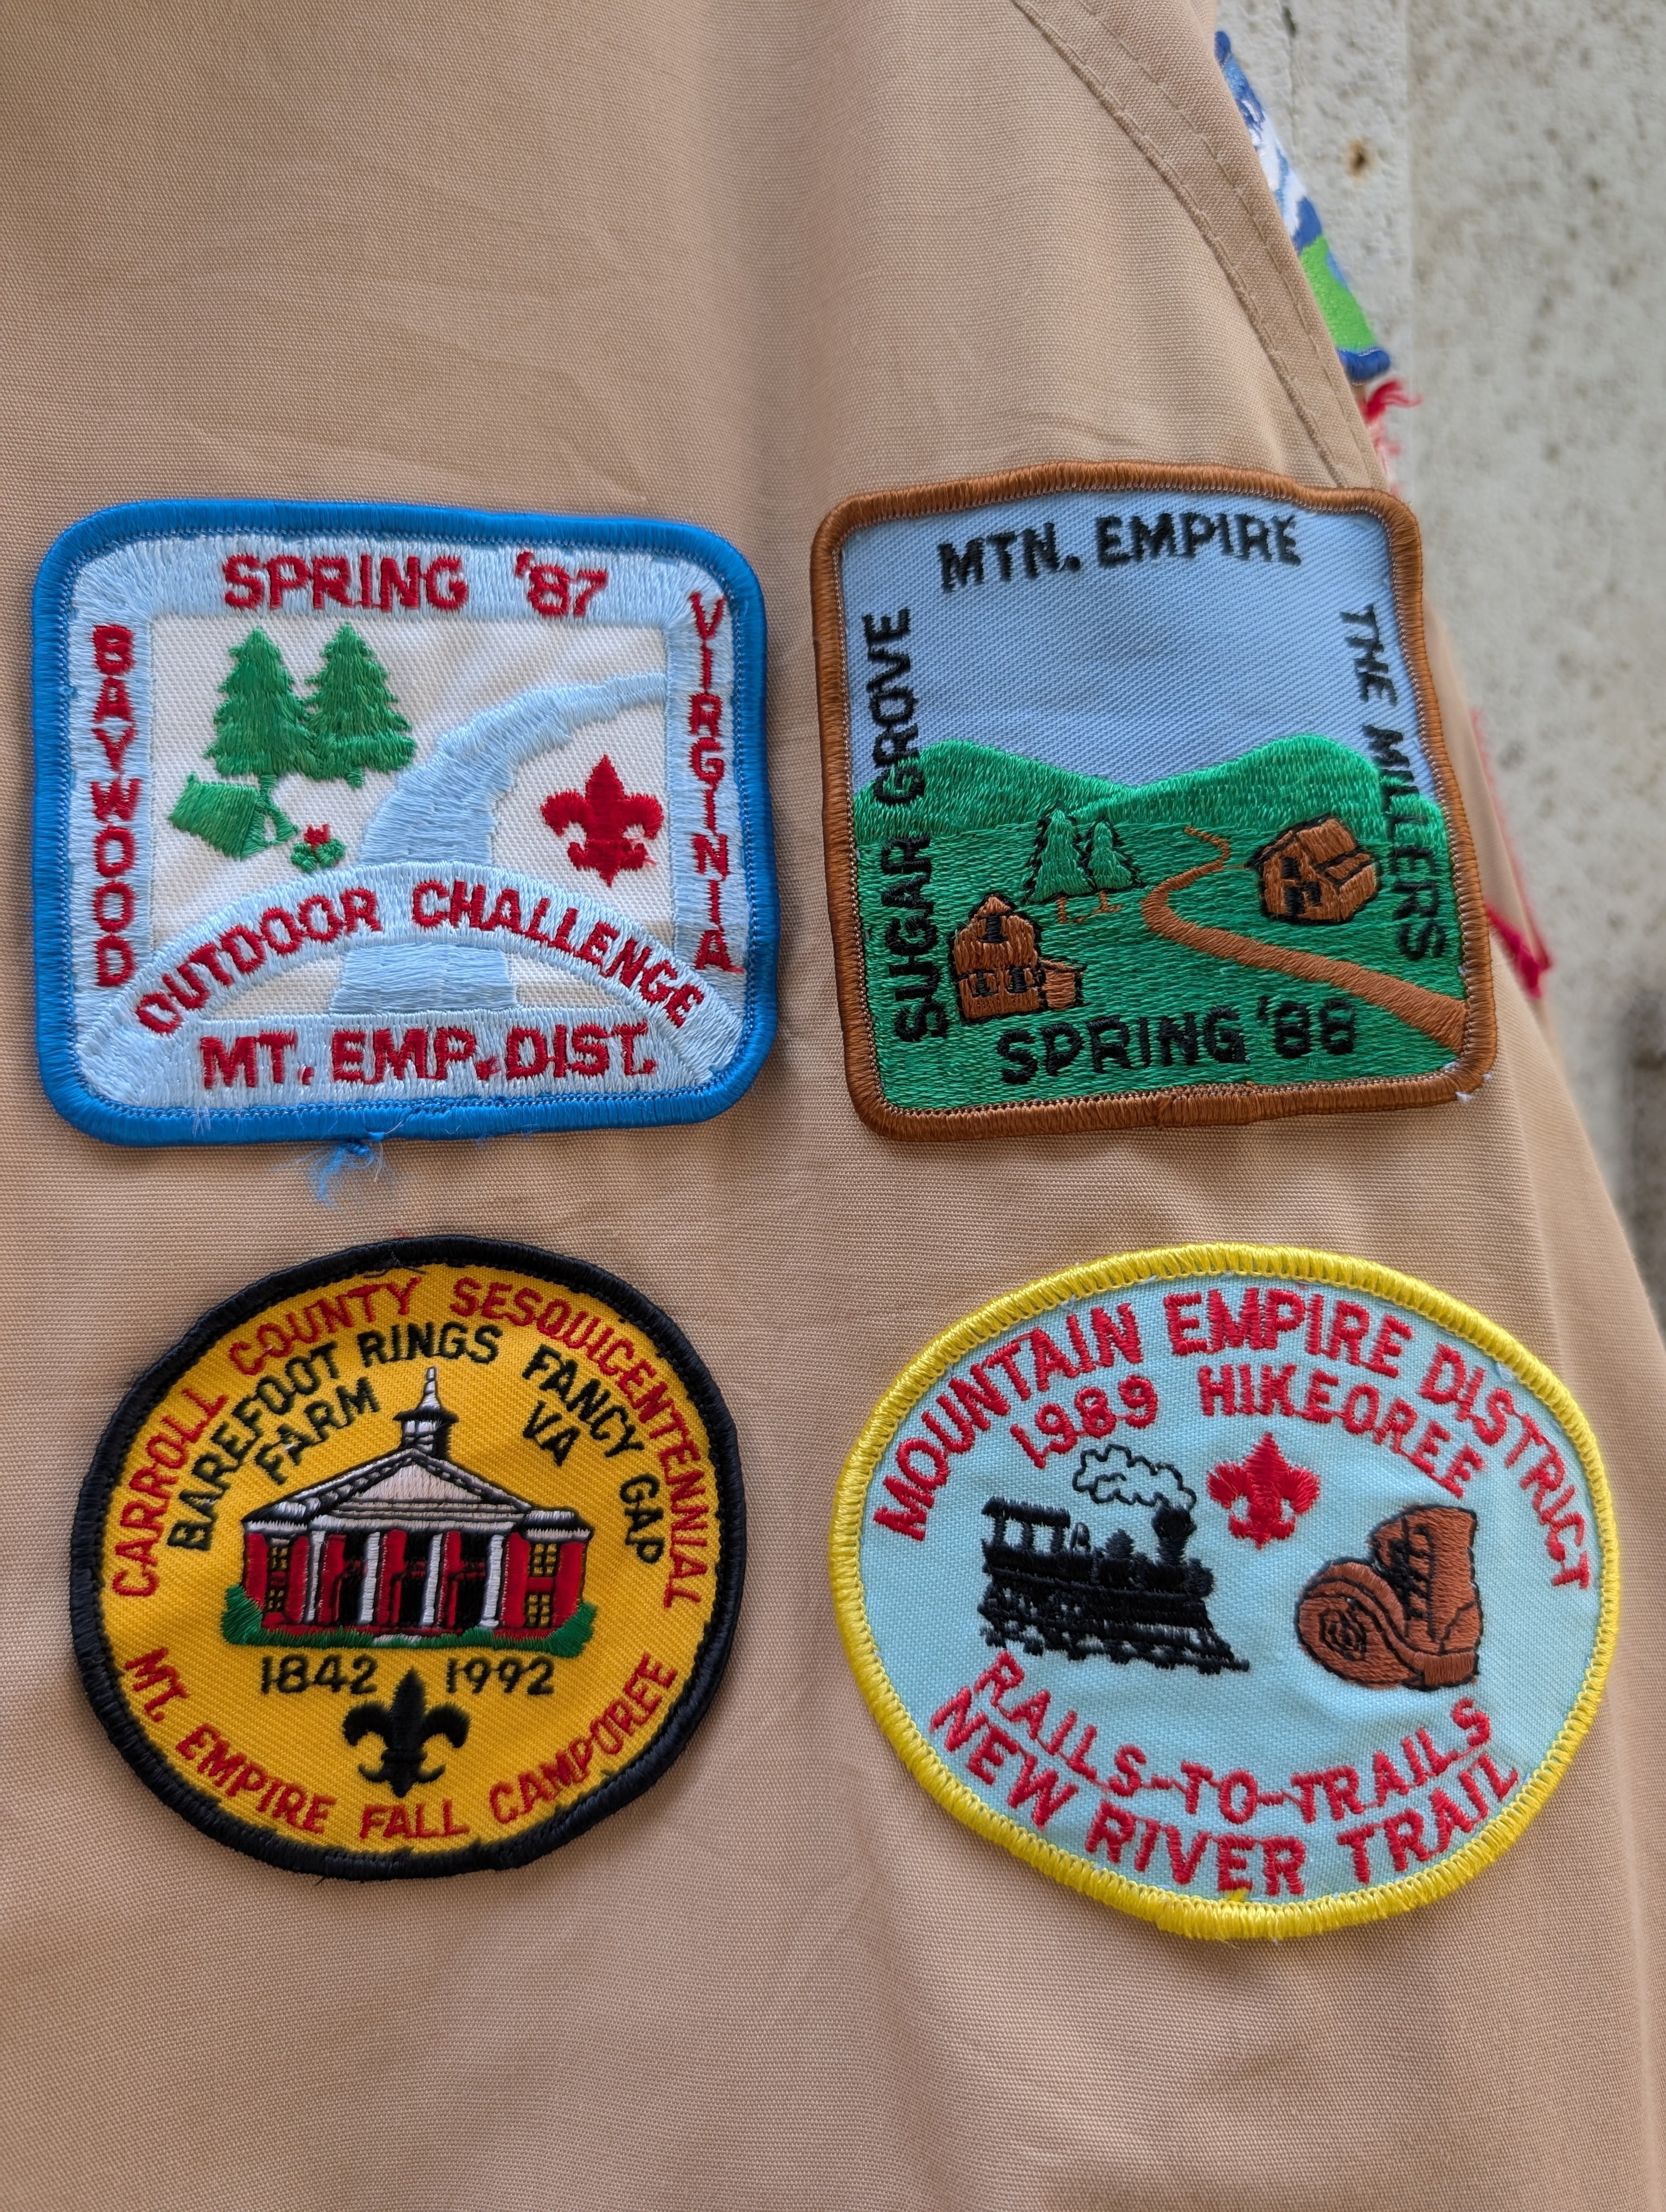 SPRING '87
BAYWOOD
VIRGINIA
OUTDOOR CHALLENGE
MT. EMP. DIST.
MTN. EMPIRE
SUGAR GROVE
THE MILLERS
SPRING '88
CARROLL COUNTY SESQUICENTENNIAL
BAREFOOT RINGS FANCY GAP
FARM VA
1842 1992
MT. EMPIRE FALL CAMPOREE
MOUNTAIN EMPIRE DISTRICT
1989 HIKEOREE
RAILS-TO-TRAILS
NEW RIVER TRAIL